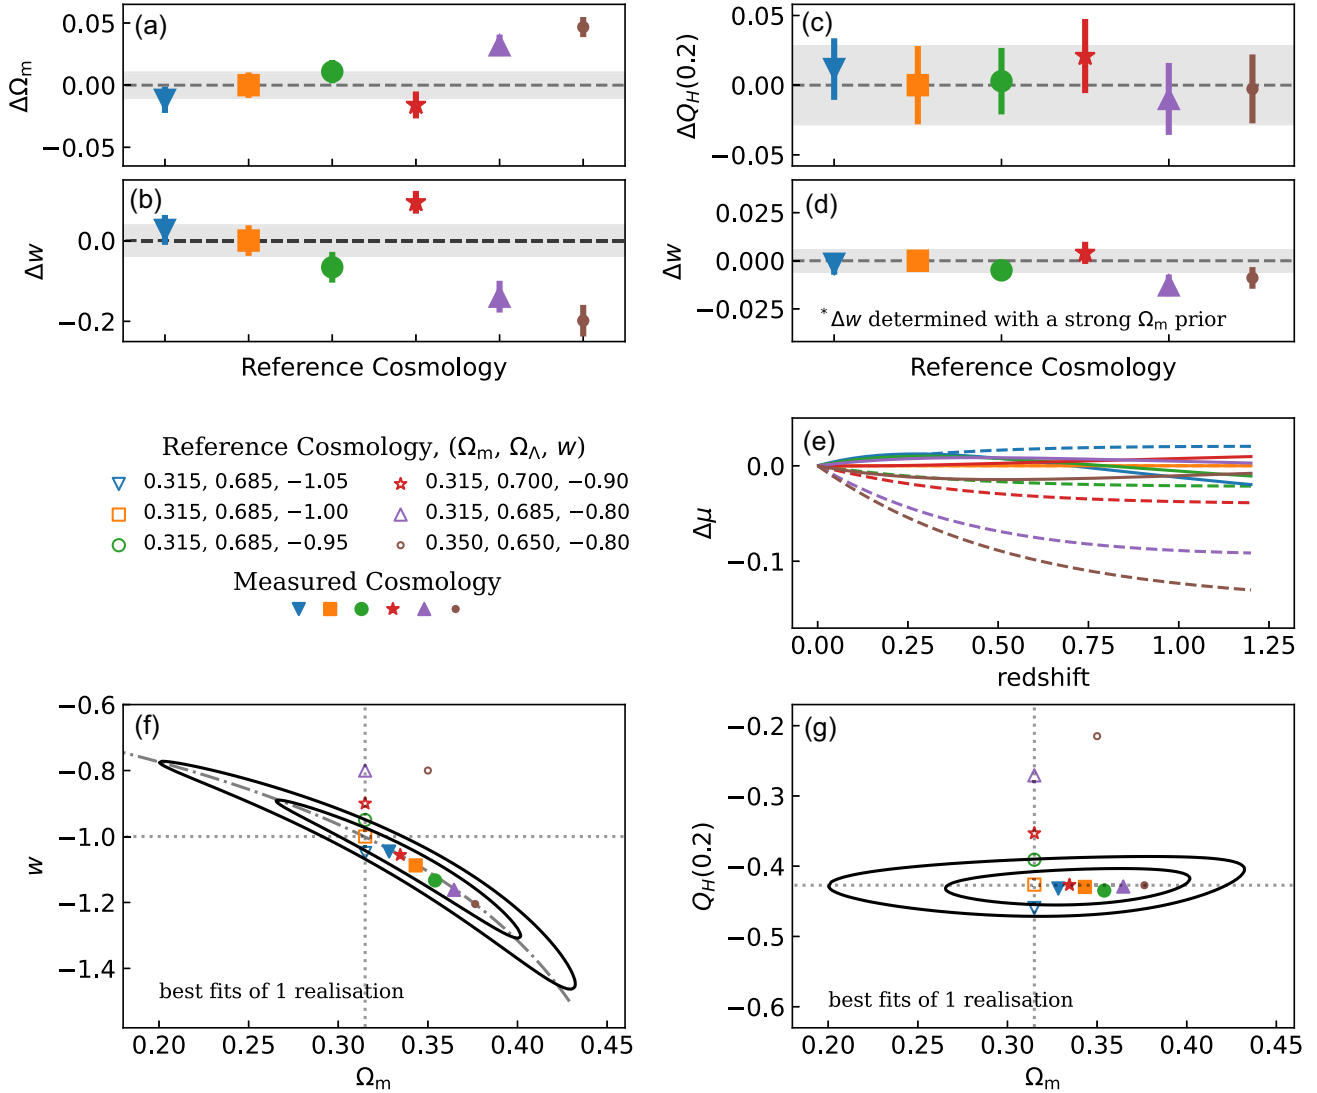 (a)
0.05
0.00
−0.05
ΔΩm
(b)
0.0
−0.2
Δw
Reference Cosmology
(c)
0.05
0.00
−0.05
ΔQH(0.2)
(d)
0.025
0.000
−0.025
Δw
*Δw determined with a strong Ωm prior
Reference Cosmology
Reference Cosmology, (Ωm, ΩΛ, w)
0.315, 0.685, −1.05
0.315, 0.700, −0.90
0.315, 0.685, −1.00
0.315, 0.685, −0.80
0.315, 0.685, −0.95
0.350, 0.650, −0.80
Measured Cosmology
(e)
0.0
−0.1
Δμ
0.00 0.25 0.50 0.75 1.00 1.25
redshift
(f)
−0.6
−0.8
−1.0
−1.2
−1.4
w
best fits of 1 realisation
0.20 0.25 0.30 0.35 0.40 0.45
Ωm
(g)
−0.2
−0.3
−0.4
−0.5
−0.6
QH(0.2)
best fits of 1 realisation
0.20 0.25 0.30 0.35 0.40 0.45
Ωm